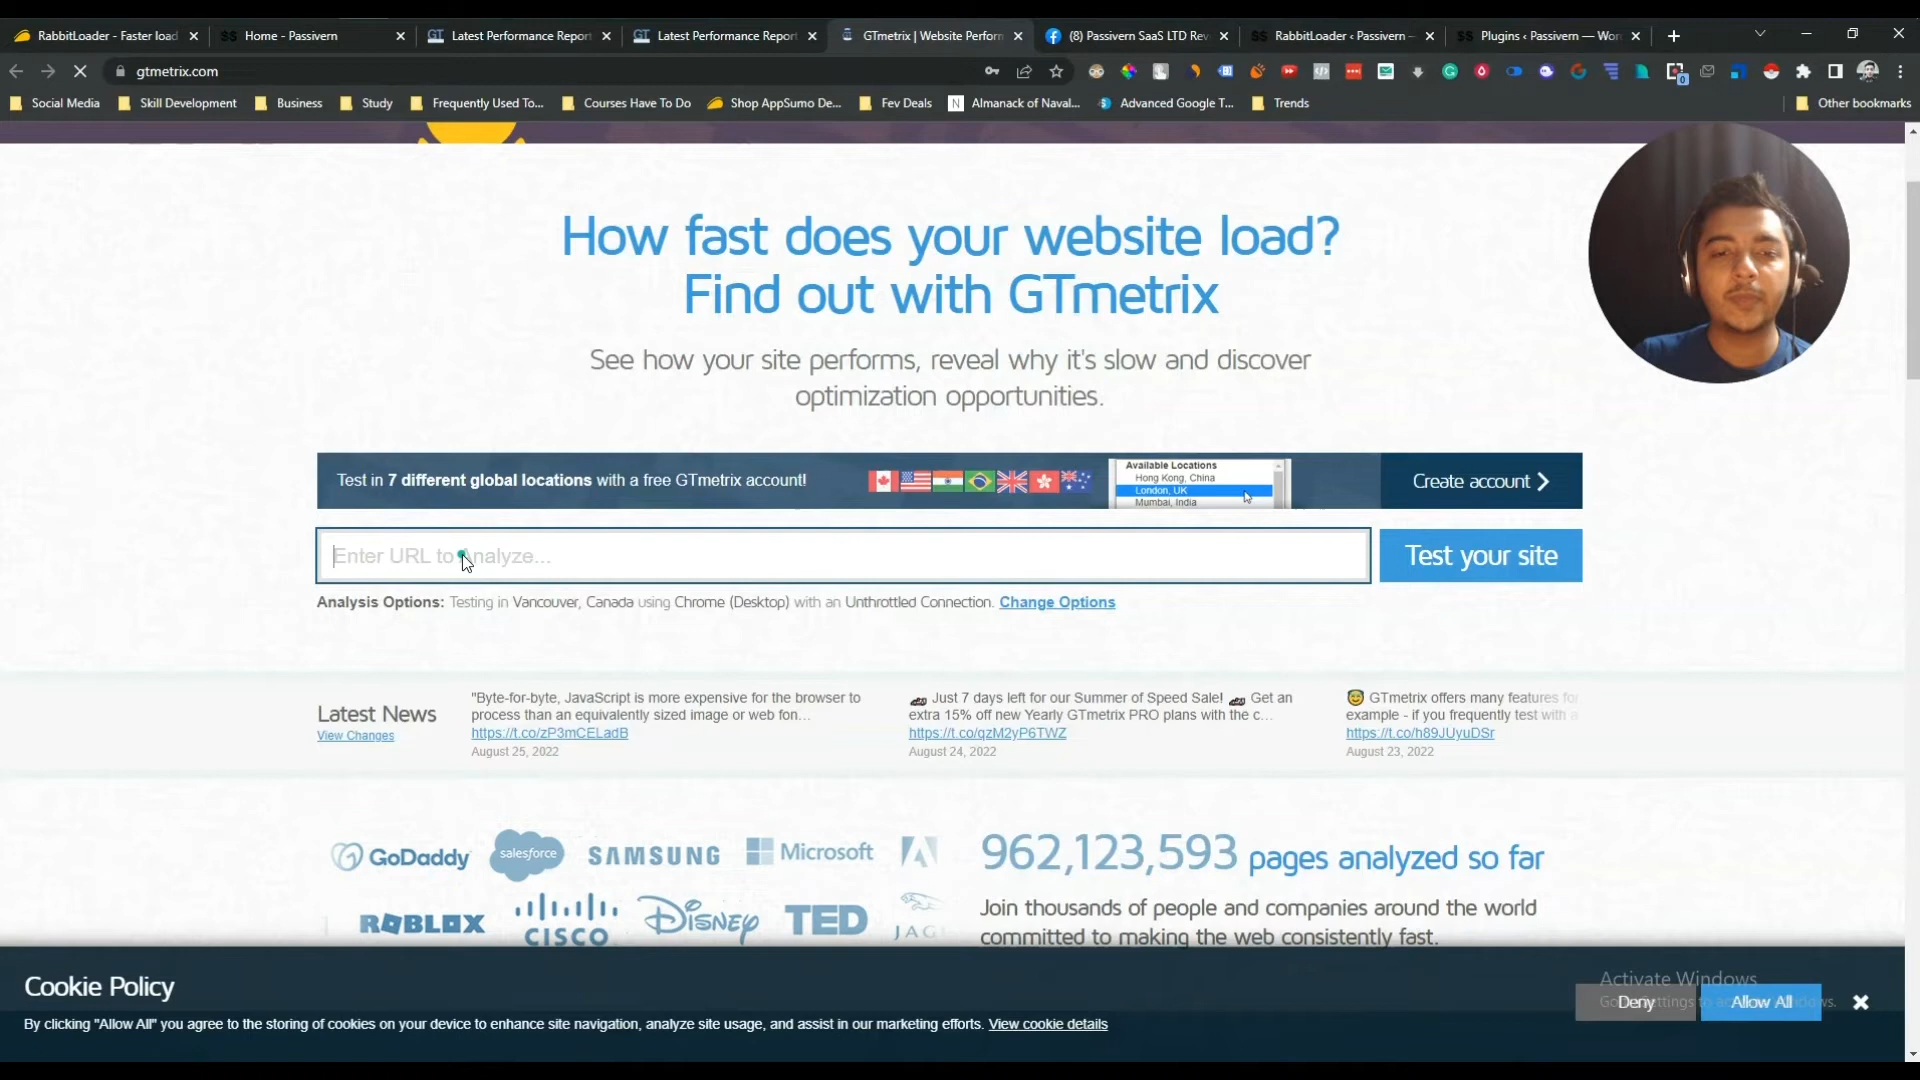 RabbitLoader - Faster load
Home - Passivern
GT Latest Performance Report
GT Latest Performance Report
GTmetrix | Website Perform
(8) Passivern SaaS LTD Rev
RabbitLoader ‹ Passivern —
Plugins ‹ Passivern — Wor
gtmetrix.com
Social Media
Skill Development
Business
Study
Frequently Used To...
Courses Have To Do
Shop AppSumo De...
Fev Deals
Almanack of Naval...
Advanced Google T...
Trends
Other bookmarks
How fast does your website load?
Find out with GTmetrix
See how your site performs, reveal why it's slow and discover
optimization opportunities.
Test in 7 different global locations with a free GTmetrix account!
Available Locations
Hong Kong, China
London, UK
Mumbai, India
Create account
Enter URL to Analyze...
Test your site
Analysis Options: Testing in Vancouver, Canada using Chrome (Desktop) with an Unthrottled Connection. Change Options
Latest News
View Changes
"Byte-for-byte, JavaScript is more expensive for the browser to
process than an equivalently sized image or web fon...
https://t.co/zP3mCELadB
August 25, 2022
Just 7 days left for our Summer of Speed Sale! Get an
extra 15% off new Yearly GTmetrix PRO plans with the c...
https://t.co/qzM2yP6TWZ
August 24, 2022
GTmetrix offers many features for
example - if you frequently test with a
https://t.co/h89JUyuDSr
August 23, 2022
GoDaddy
salesforce
SAMSUNG
Microsoft
ROBLOX
CISCO
DISNEY
TED
JAG
962,123,593 pages analyzed so far
Join thousands of people and companies around the world
committed to making the web consistently fast.
Cookie Policy
By clicking "Allow All" you agree to the storing of cookies on your device to enhance site navigation, analyze site usage, and assist in our marketing efforts. View cookie details
Activate Windows
Deny
Allow All